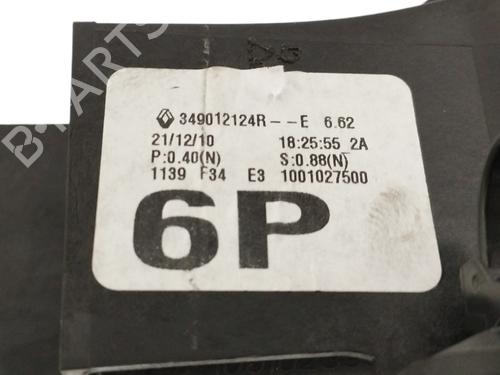 B-PARTS
349012124R--E 6.62
21/12/10 18:25:55 2A
P:0.40(N) S:0.88(N)
1139 F34 E3 1001027500
6P